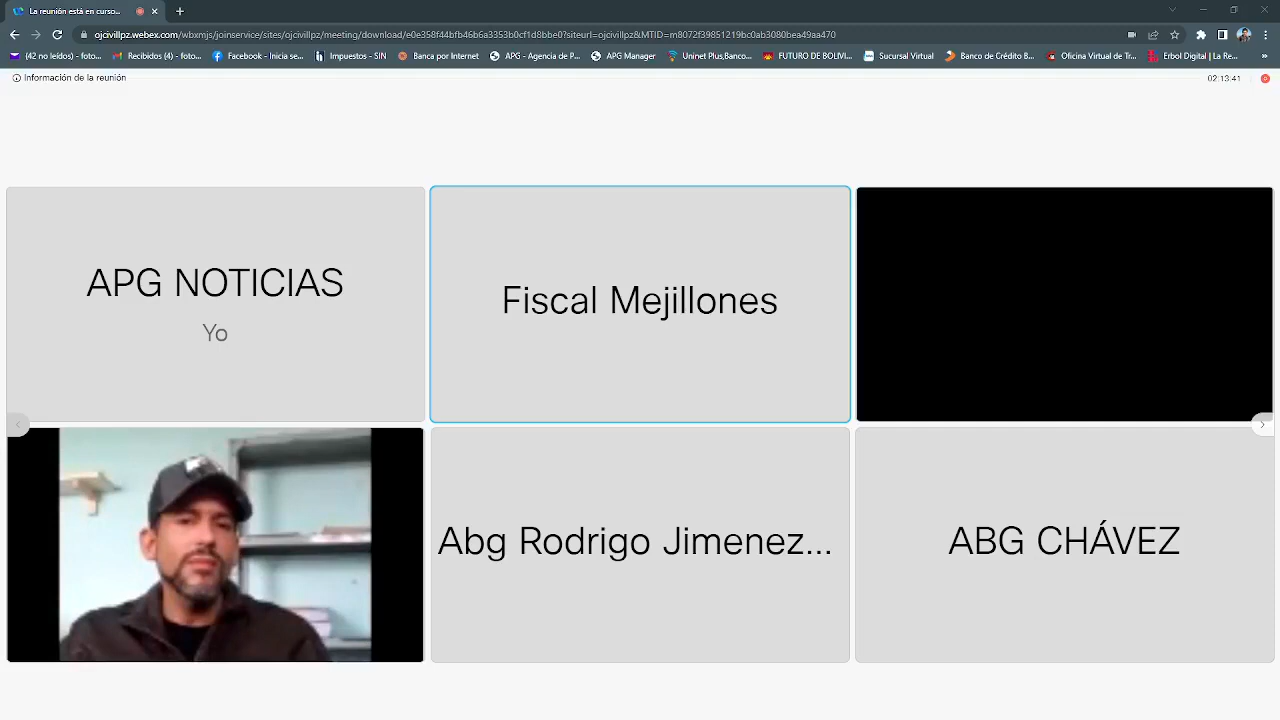 La reunión está en curso...
ojcivillpz.webex.com/wbxmjs/joinservice/sites/ojcivillpz/meeting/download/e0e358f44bfb46b6a3353b0cf1d8bbe0?siteurl=ojcivillpz&MTID=m8072f39851219bc0ab3080bea49aa470
(42 no leídos) - foto...
Recibidos (4) - foto...
Facebook - Inicia se...
Impuestos - SIN
Banca por Internet
APG - Agencia de P...
APG Manager
Uninet Plus,Banco...
FUTURO DE BOLIVI...
Sucursal Virtual
Banco de Crédito B...
Oficina Virtual de Tr...
Erbol Digital | La Re...
Información de la reunión
02:13:41
APG NOTICIAS
Yo
Fiscal Mejillones
Abg Rodrigo Jimenez...
ABG CHÁVEZ